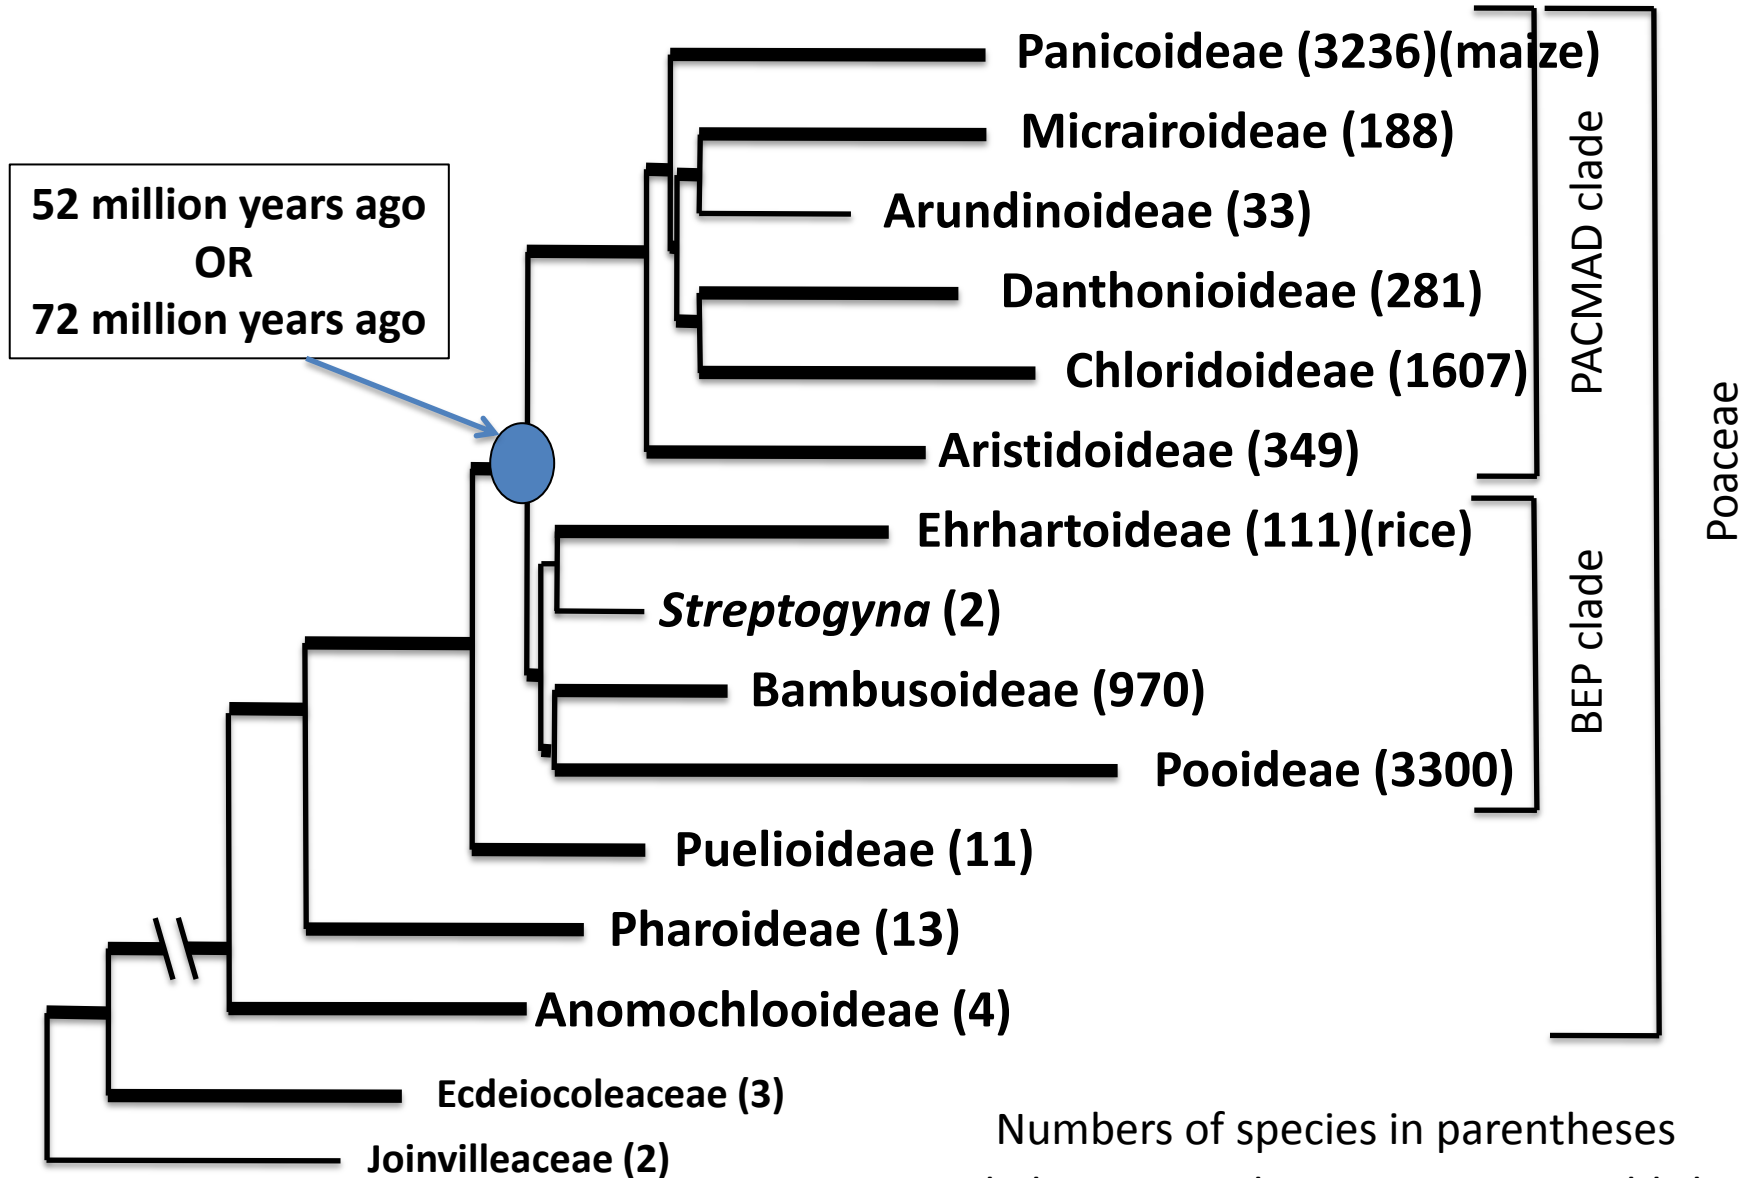 Panicoideae (3236)(maize)
Micrairoideae (188)
52 million years ago
OR
72 million years ago
Arundinoideae (33)
Danthonioideae (281)
Chloridoideae (1607)
Aristidoideae (349)
PACMAD clade
Poaceae
Ehrhartoideae (111)(rice)
Streptogyna (2)
Bambusoideae (970)
Pooideae (3300)
BEP clade
Puelioideae (11)
Pharoideae (13)
Anomochlooideae (4)
Ecdeiocoleaceae (3)
Joinvilleaceae (2)
Numbers of species in parentheses